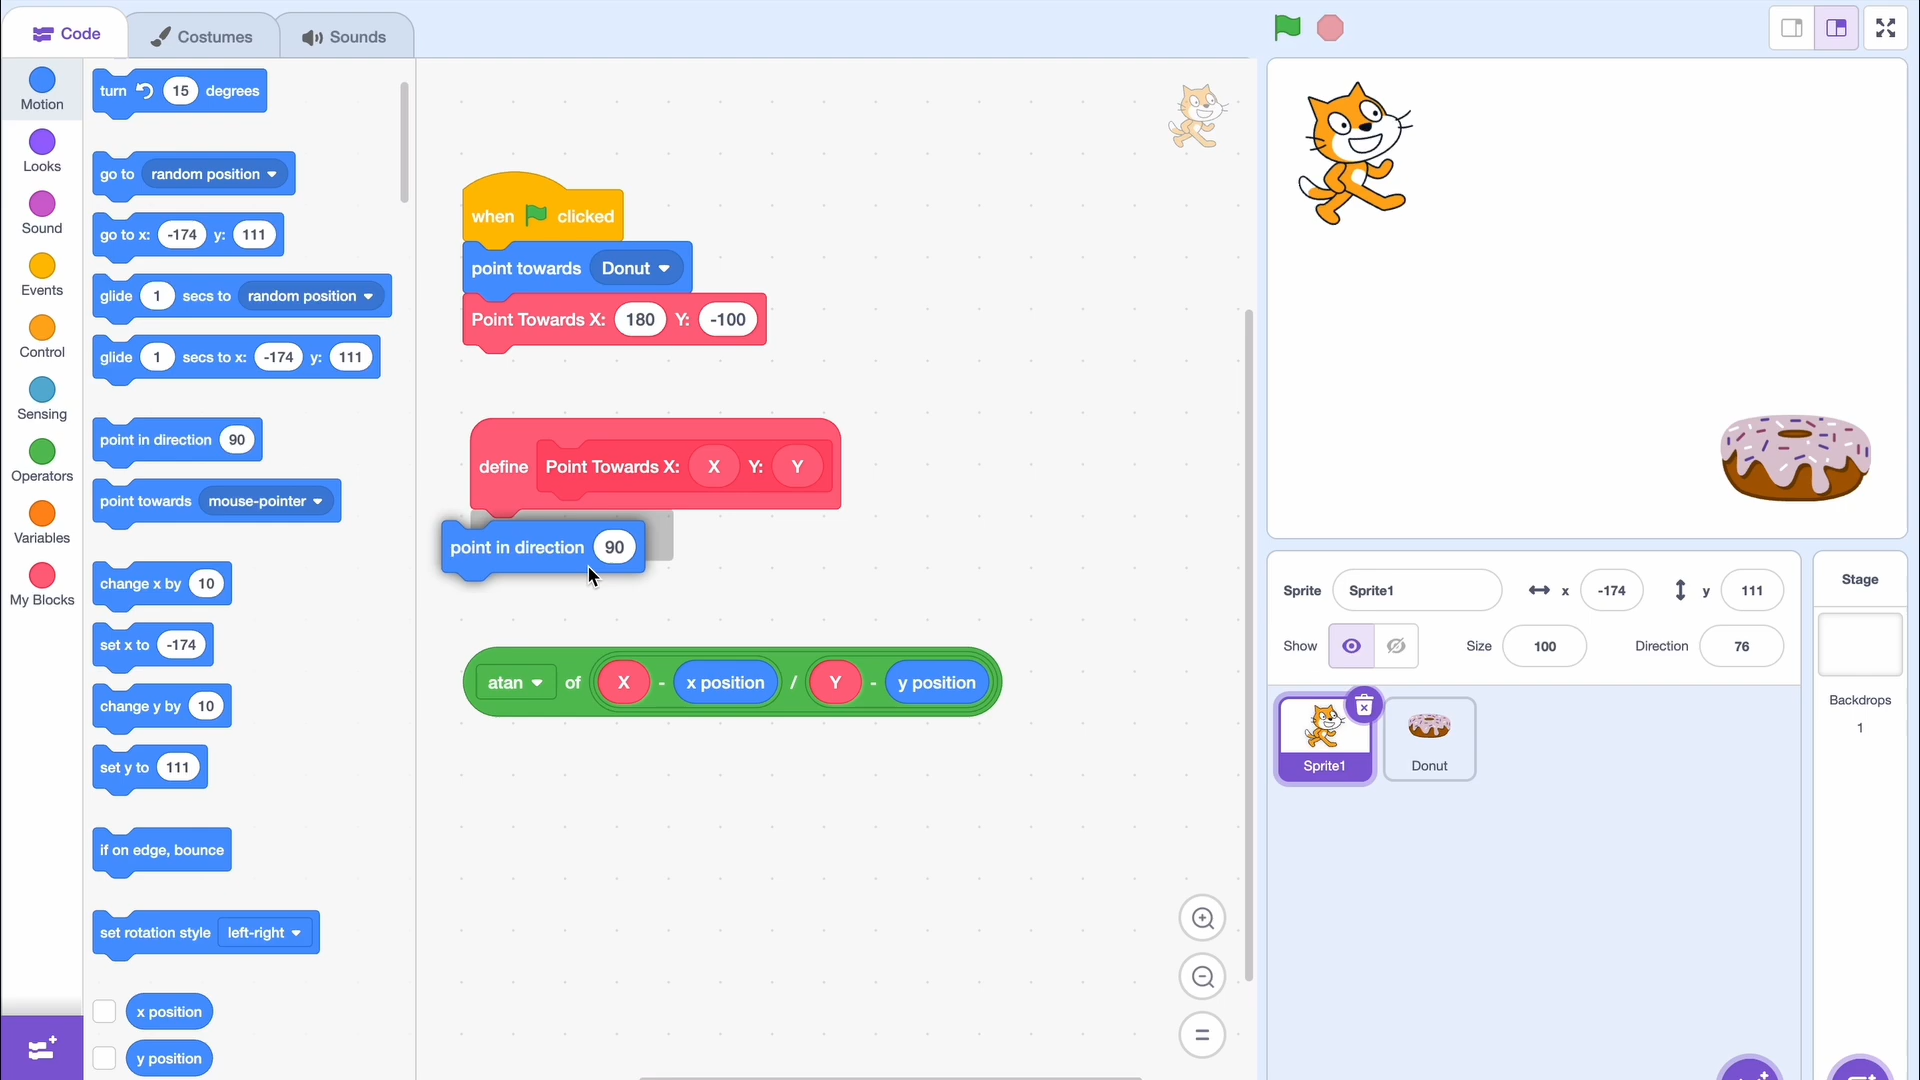 Code
Costumes
Sounds
Motion
Looks
Sound
Events
Control
Sensing
Operators
Variables
My Blocks
turn 15 degrees
go to random position
go to x: -174 y: 111
glide 1 secs to random position
glide 1 secs to x: -174 y: 111
point in direction 90
point towards mouse-pointer
change x by 10
set x to -174
change y by 10
set y to 111
if on edge, bounce
set rotation style left-right
x position
y position
when clicked
point towards Donut
Point Towards X: 180 Y: -100
define Point Towards X: X Y: Y
point in direction 90
atan of X - x position / Y - y position
Sprite Sprite1 x -174 y 111
Show Size 100 Direction 76
Sprite1
Donut
Stage
Backdrops
1